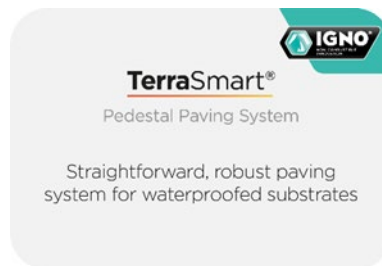 IGNO®
TerraSmart®
Pedestal Paving System
Straightforward, robust paving
system for waterproofed substrates